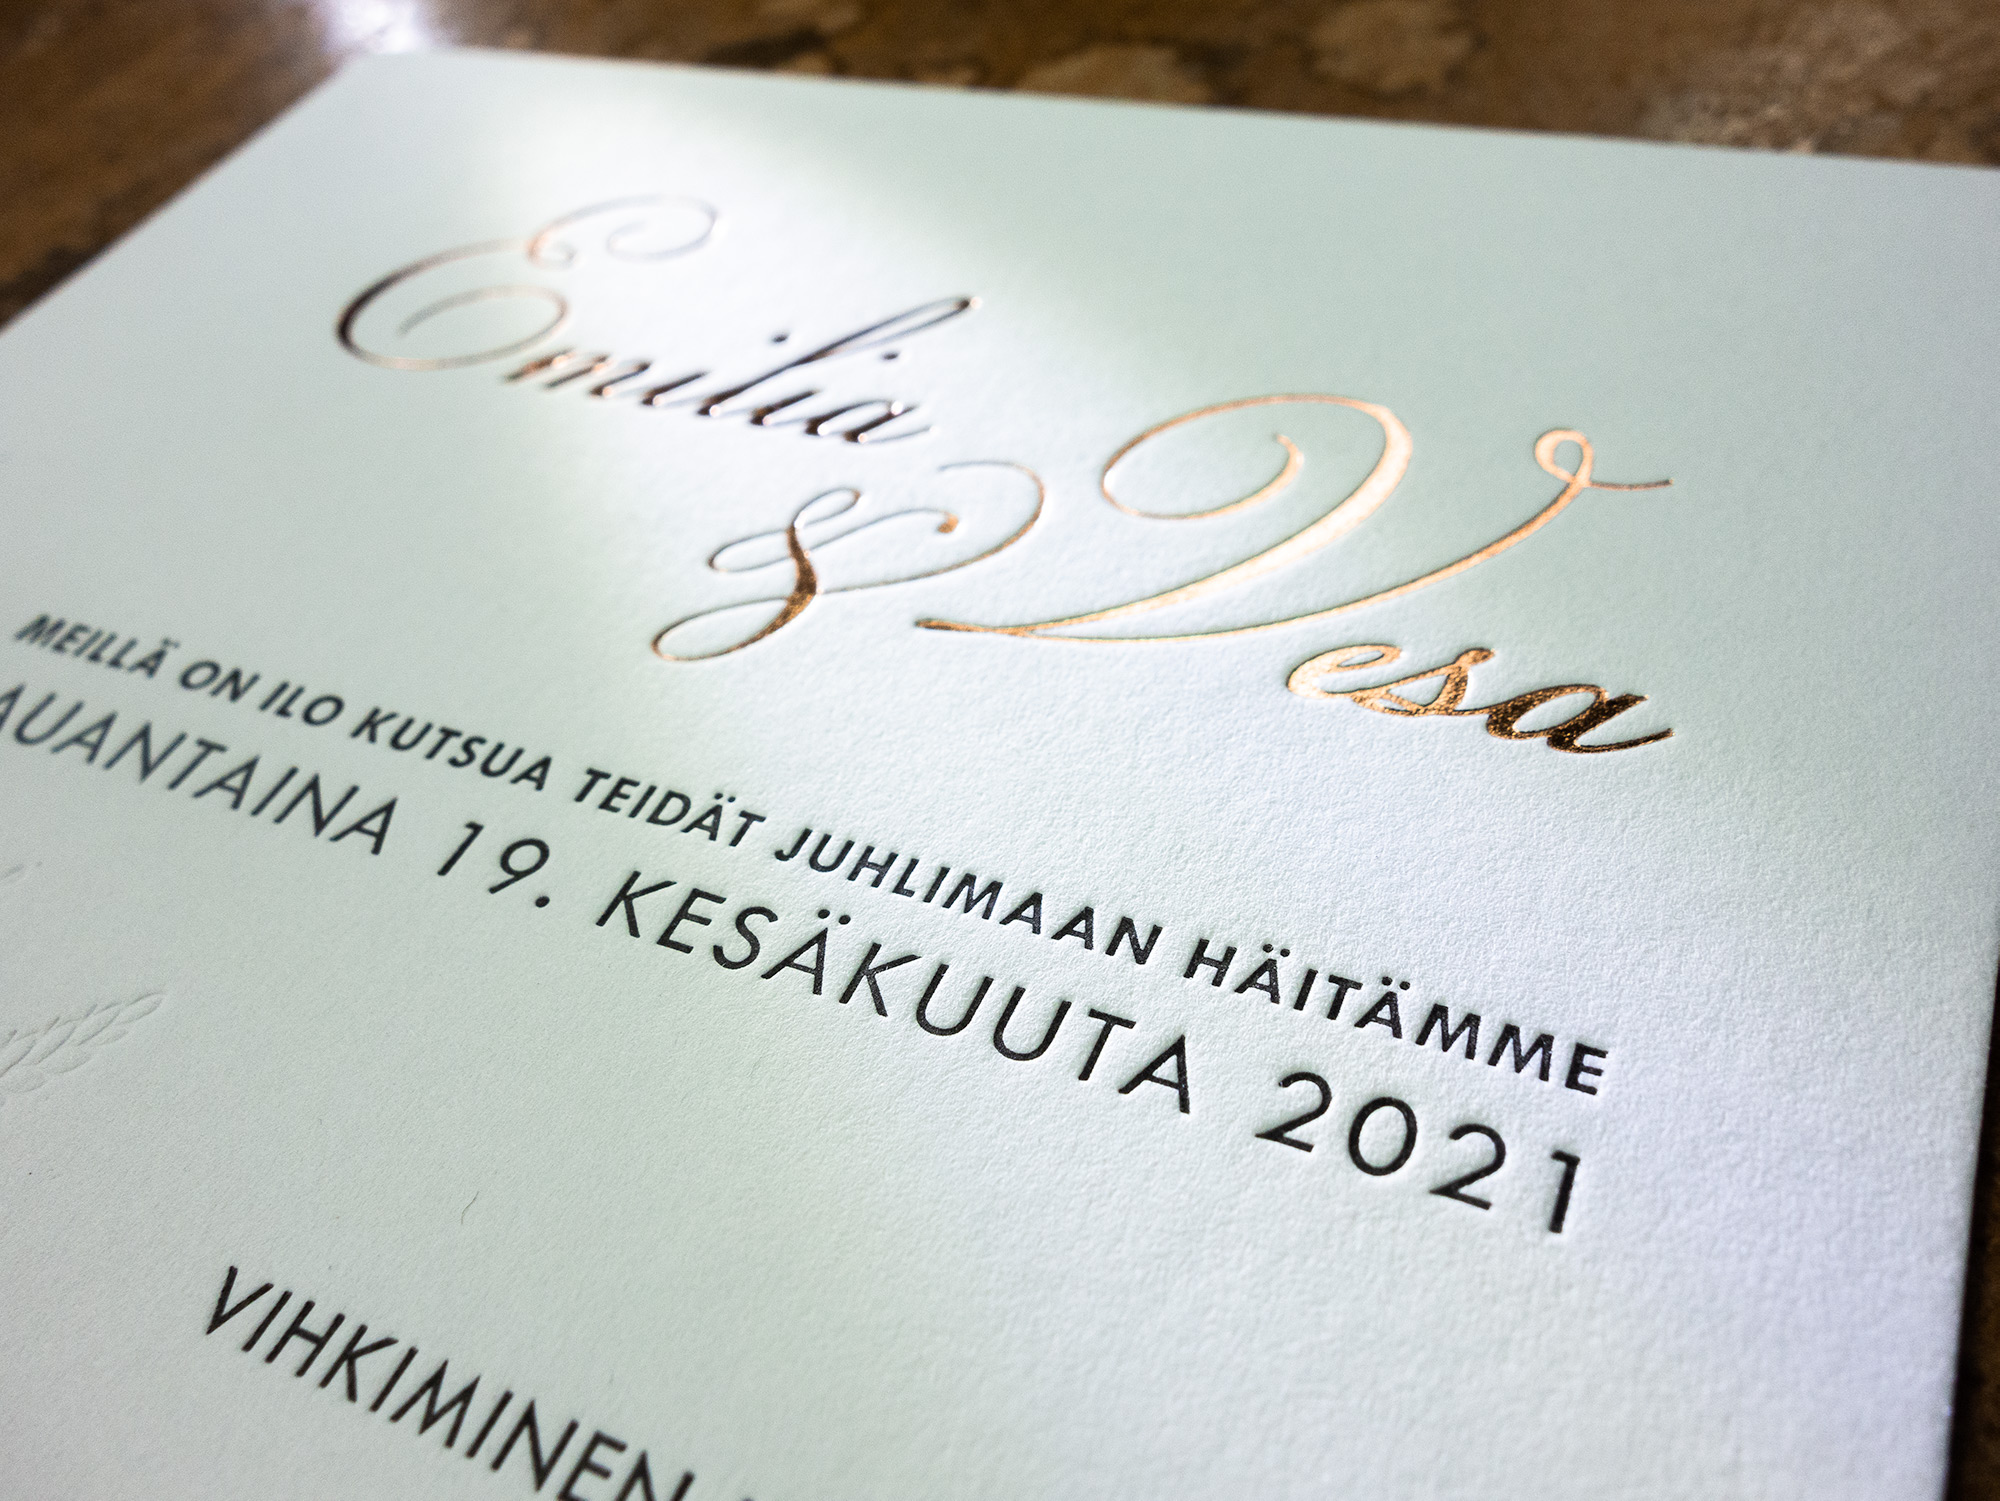 Emilia
& Vesa
MEILLÄ ON ILO KUTSUA TEIDÄT JUHLIMAAN HÄITÄMME
AUANTAINA 19. KESÄKUUTA 2021
VIHKIMINEN